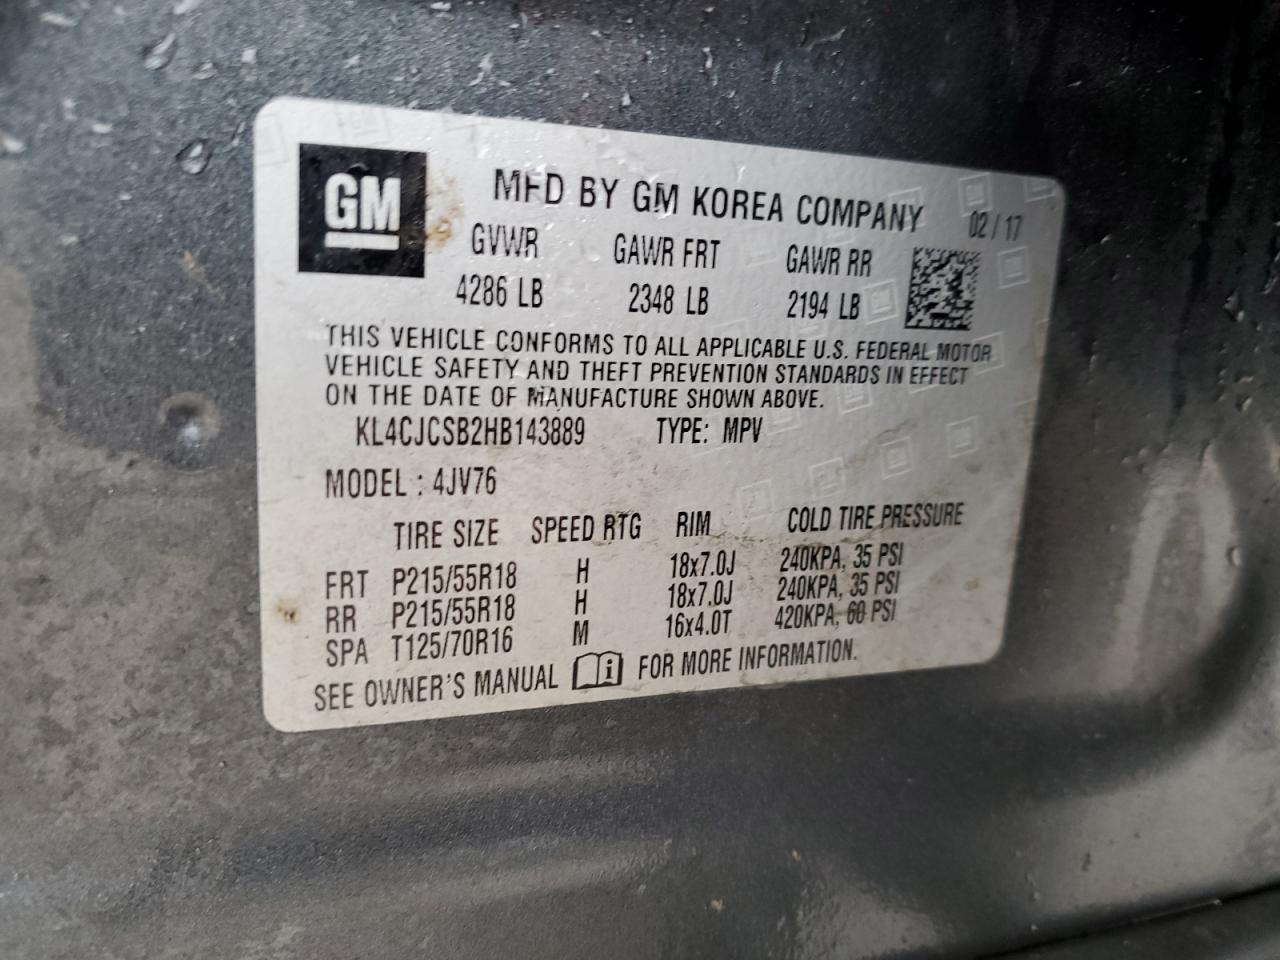 GM
MFD BY GM KOREA COMPANY 02 / 17
GVWR GAWR FRT GAWR RR
4286 LB 2348 LB 2194 LB
THIS VEHICLE CONFORMS TO ALL APPLICABLE U.S. FEDERAL MOTOR
VEHICLE SAFETY AND THEFT PREVENTION STANDARDS IN EFFECT
ON THE DATE OF MANUFACTURE SHOWN ABOVE.
KL4CJCSB2HB143889 TYPE: MPV
MODEL : 4JV76
TIRE SIZE SPEED RTG RIM COLD TIRE PRESSURE
FRT P215/55R18 H 18x7.0J 240KPA, 35 PSI
RR P215/55R18 H 18x7.0J 240KPA, 35 PSI
SPA T125/70R16 M 16x4.0T 420KPA, 60 PSI
SEE OWNER'S MANUAL i FOR MORE INFORMATION.